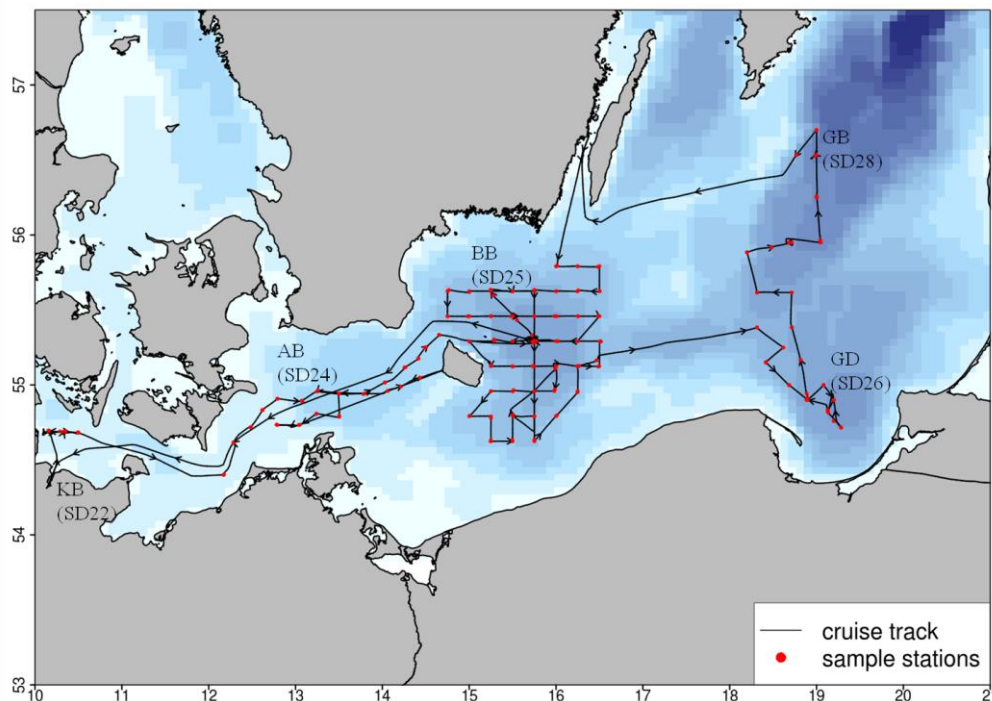 57
56
55
54
53
GB
(SD28)
BB
(SD25)
AB
(SD24)
GD
(SD26)
KB
(SD22)
cruise track
sample stations
10 11 12 13 14 15 16 17 18 19 20 2